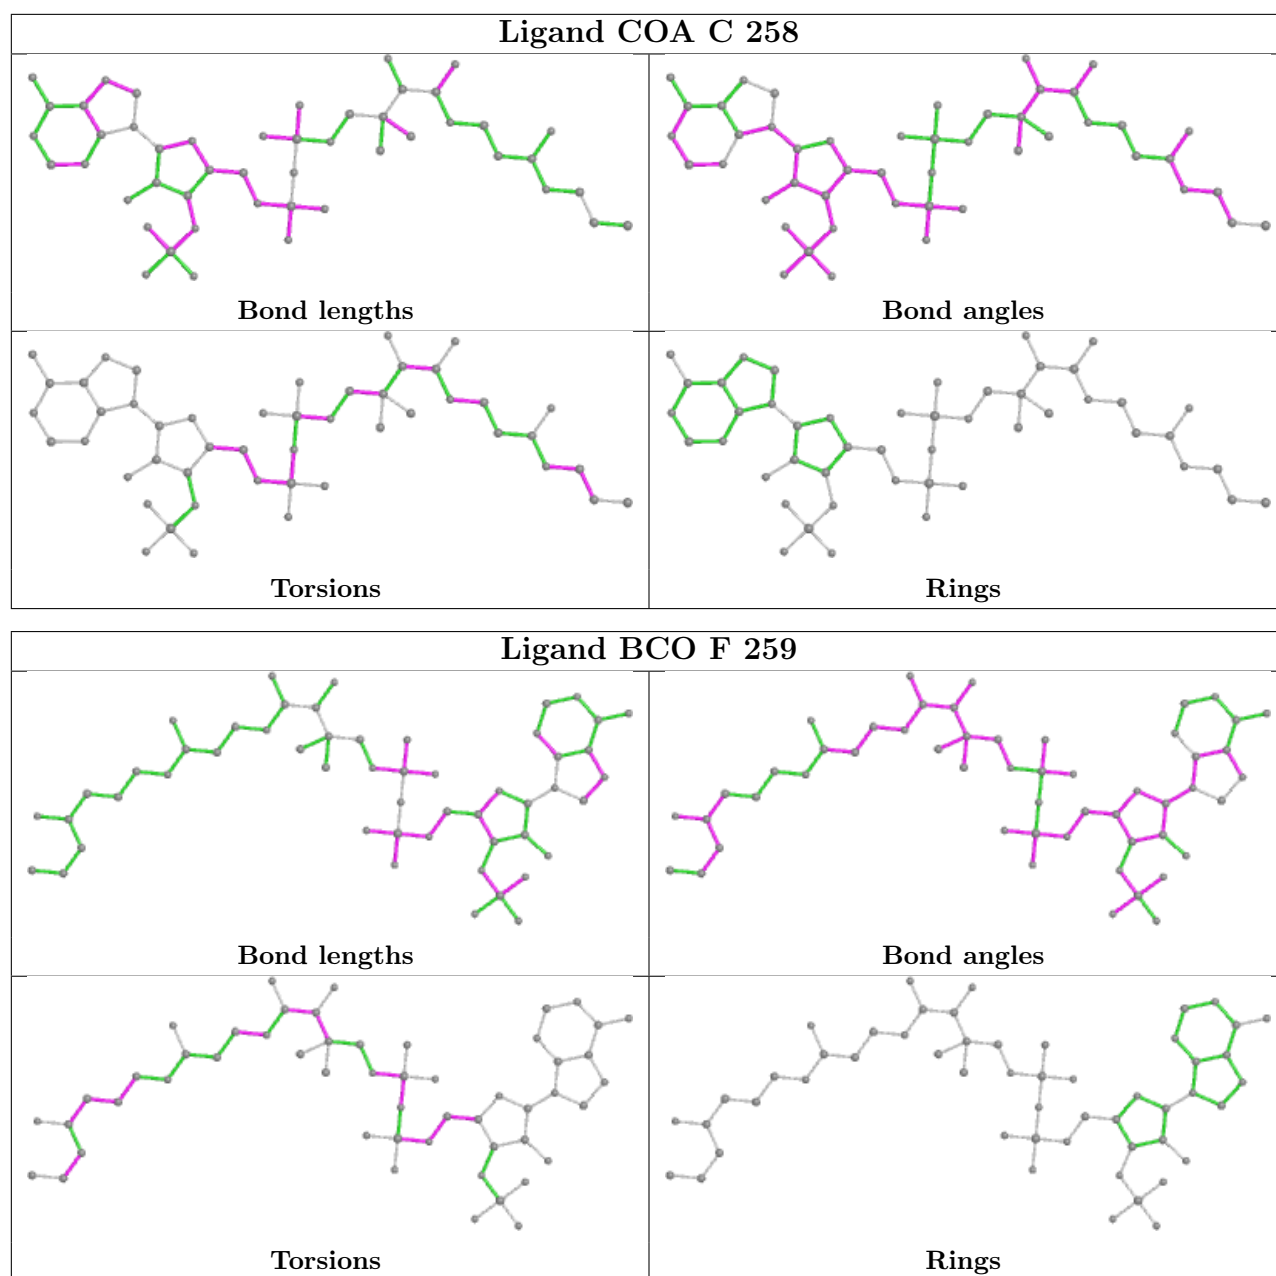 Ligand COA C 258
Bond lengths
Bond angles
Torsions
Rings
Ligand BCO F 259
Bond lengths
Bond angles
Torsions
Rings